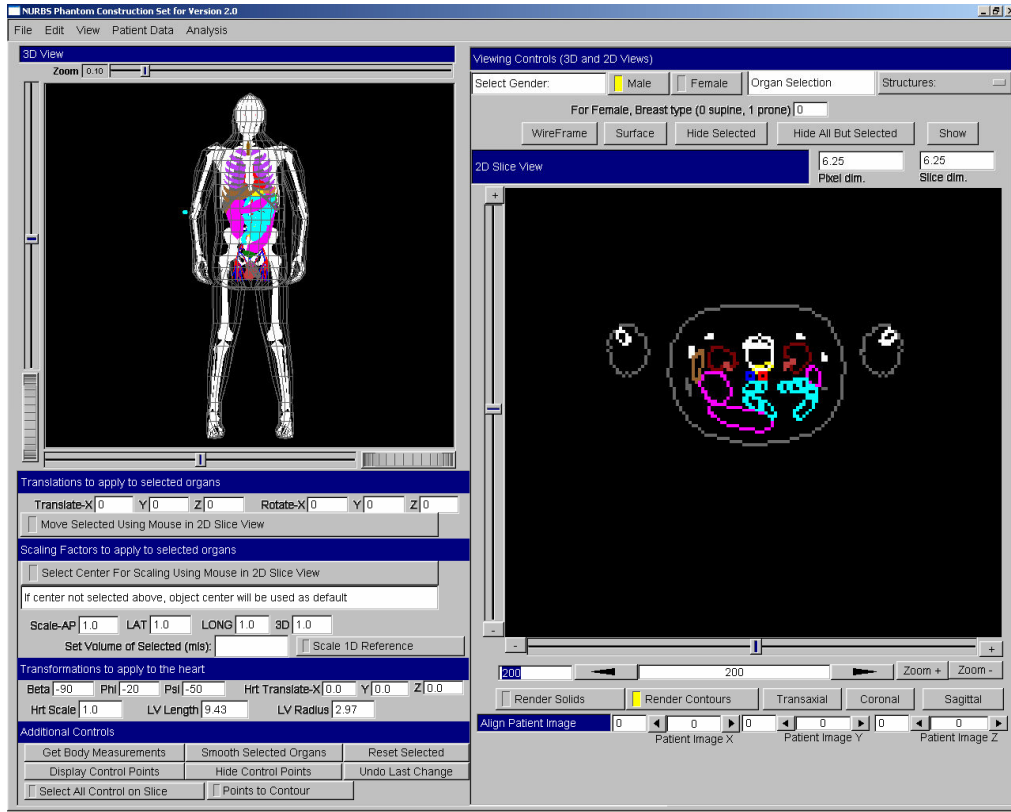 NURBS Phantom Construction Set for Version 2.0
File Edit View Patient Data Analysis
3D View
Zoom 0.10
Translations to apply to selected organs
Translate-X 0 Y 0 Z 0 Rotate-X 0 Y 0 Z 0
Move Selected Using Mouse in 2D Slice View
Scaling Factors to apply to selected organs
Select Center For Scaling Using Mouse in 2D Slice View
If center not selected above, object center will be used as default
Scale-AP 1.0 LAT 1.0 LONG 1.0 3D 1.0
Set Volume of Selected (mls): Scale 1D Reference
Transformations to apply to the heart
Beta -90 Phi -20 Psi -50 Hrt Translate-X 0.0 Y 0.0 Z 0.0
Hrt Scale 1.0 LV Length 9.43 LV Radius 2.97
Additional Controls
Get Body Measurements Smooth Selected Organs Reset Selected
Display Control Points Hide Control Points Undo Last Change
Select All Control on Slice Points to Contour
Viewing Controls (3D and 2D Views)
Select Gender: Male Female Organ Selection Structures:
For Female, Breast type (0 supine, 1 prone) 0
WireFrame Surface Hide Selected Hide All But Selected Show
2D Slice View 6.25 6.25
Pixel dim. Slice dim.
+
-
- +
200 200 Zoom + Zoom -
Render Solids Render Contours Transaxial Coronal Sagittal
Align Patient Image 0 0 0 0 0 0
Patient Image X Patient Image Y Patient Image Z